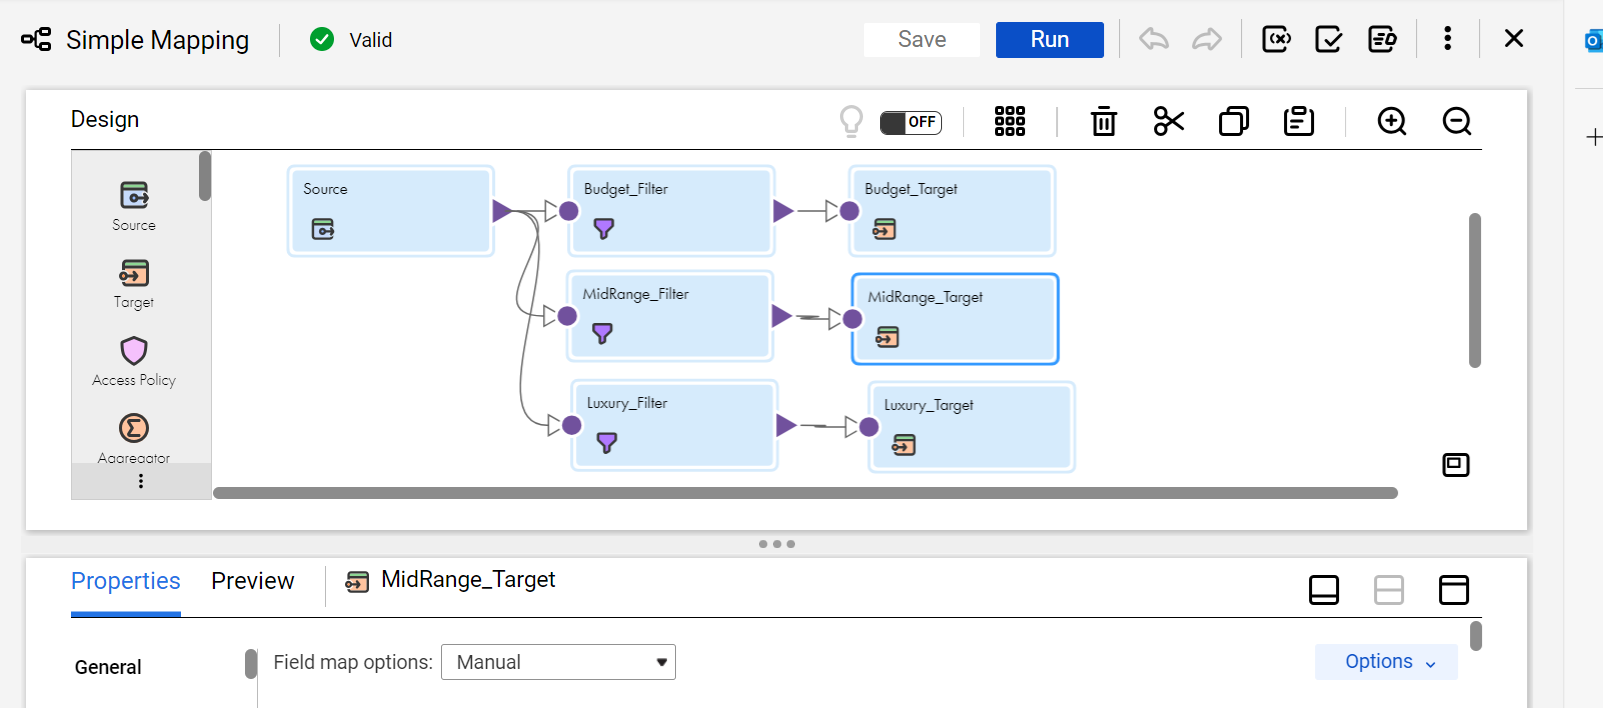 Simple Mapping
Valid
Save
Run
Design
OFF
Source
Target
Access Policy
Aggregator
Source
Budget_Filter
Budget_Target
MidRange_Filter
MidRange_Target
Luxury_Filter
Luxury_Target
Properties
Preview
MidRange_Target
General
Field map options:
Manual
Options